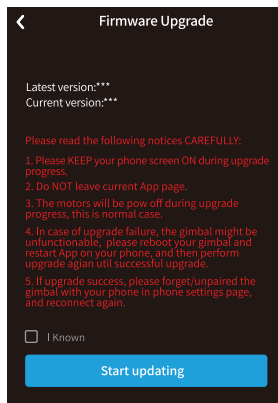 Firmware Upgrade
Latest version:***
Current version:***
Please read the following notices CAREFULLY:
1. Please KEEP your phone screen ON during upgrade
progress.
2. Do NOT leave current App page.
3. The motors will be pow off during upgrade
progress, this is normal case.
4. In case of upgrade failure, the gimbal might be
unfunctionable, please reboot your gimbal and
restart App on your phone, and then perform
upgrade agian util successful upgrade.
5. If upgrade success, please forget/unpaired the
gimbal with your phone in phone settings page,
and reconnect again.
I Known
Start updating